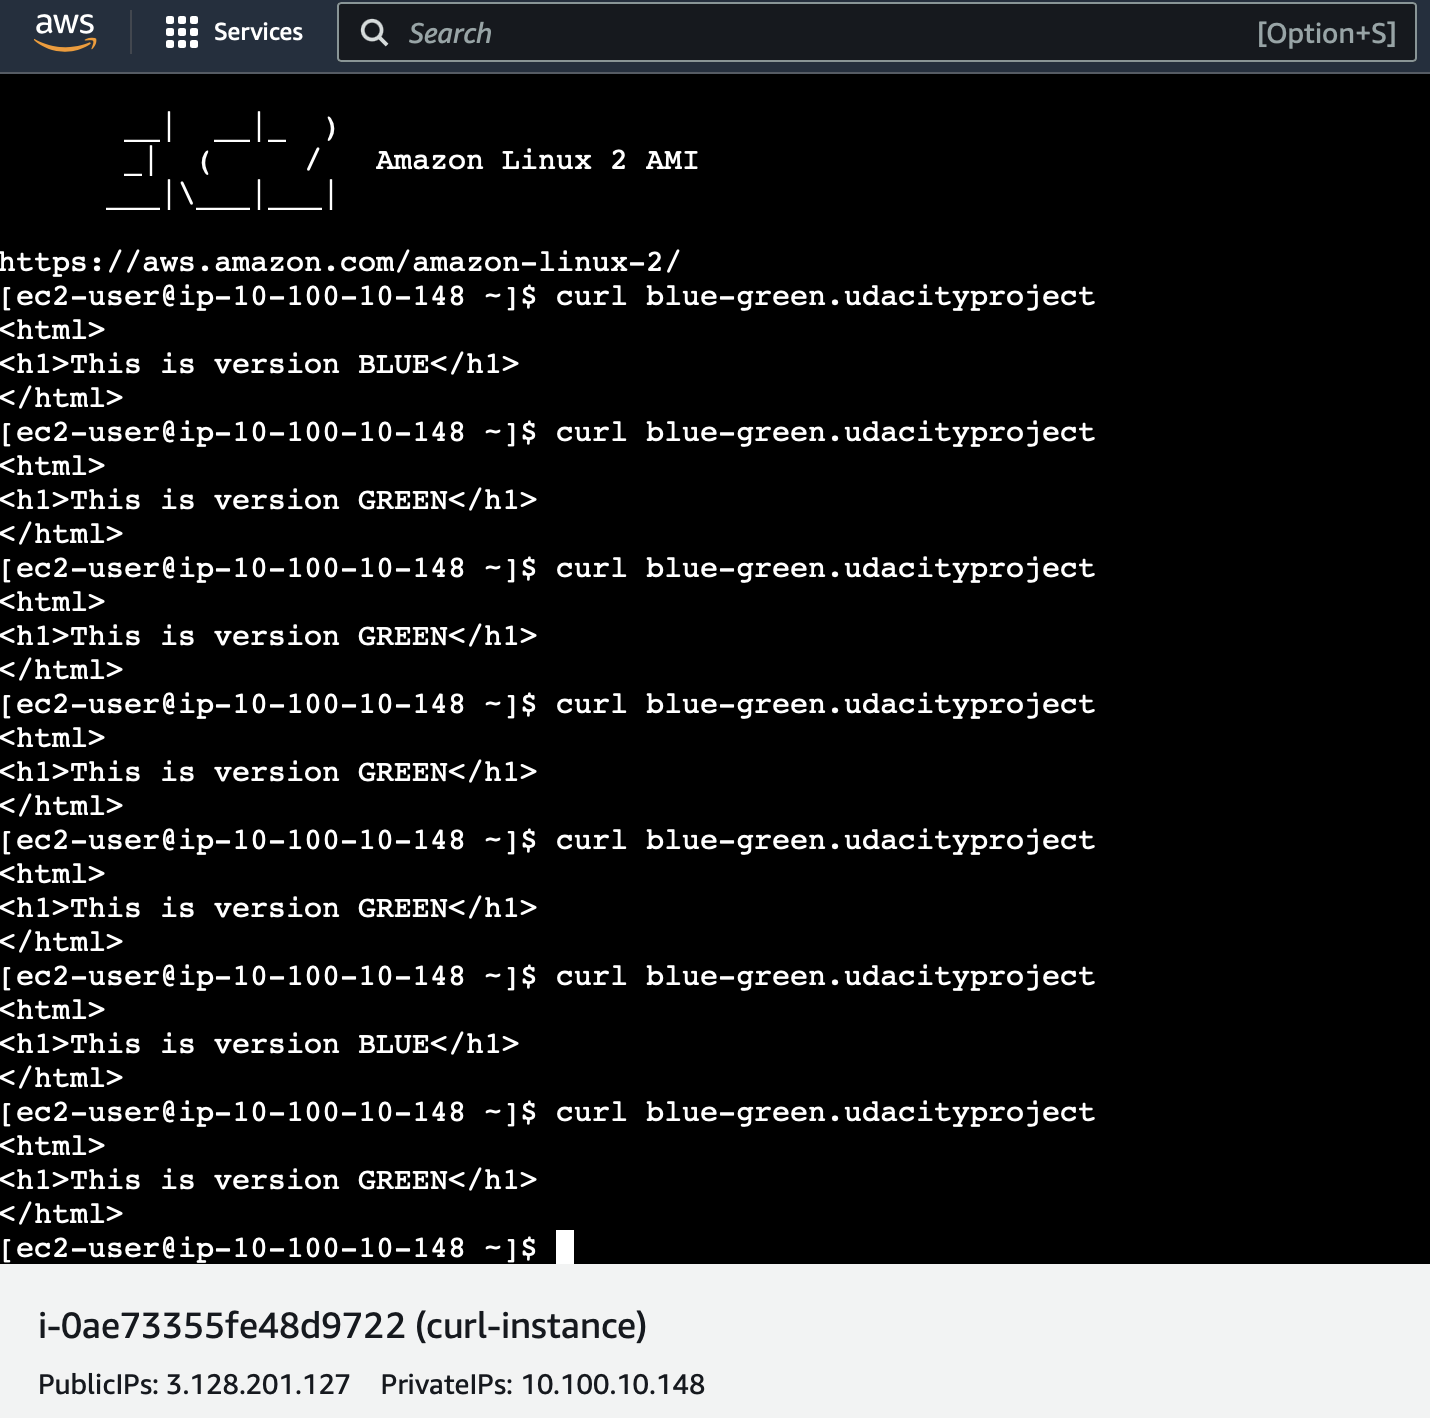 aws Services Search [Option+S]
__|  __|_  )
_|  (     /   Amazon Linux 2 AMI
___|\___|___|
https://aws.amazon.com/amazon-linux-2/
[ec2-user@ip-10-100-10-148 ~]$ curl blue-green.udacityproject
<html>
<h1>This is version BLUE</h1>
</html>
[ec2-user@ip-10-100-10-148 ~]$ curl blue-green.udacityproject
<html>
<h1>This is version GREEN</h1>
</html>
[ec2-user@ip-10-100-10-148 ~]$ curl blue-green.udacityproject
<html>
<h1>This is version GREEN</h1>
</html>
[ec2-user@ip-10-100-10-148 ~]$ curl blue-green.udacityproject
<html>
<h1>This is version GREEN</h1>
</html>
[ec2-user@ip-10-100-10-148 ~]$ curl blue-green.udacityproject
<html>
<h1>This is version GREEN</h1>
</html>
[ec2-user@ip-10-100-10-148 ~]$ curl blue-green.udacityproject
<html>
<h1>This is version BLUE</h1>
</html>
[ec2-user@ip-10-100-10-148 ~]$ curl blue-green.udacityproject
<html>
<h1>This is version GREEN</h1>
</html>
[ec2-user@ip-10-100-10-148 ~]$
i-0ae73355fe48d9722 (curl-instance)
PublicIPs: 3.128.201.127 PrivateIPs: 10.100.10.148